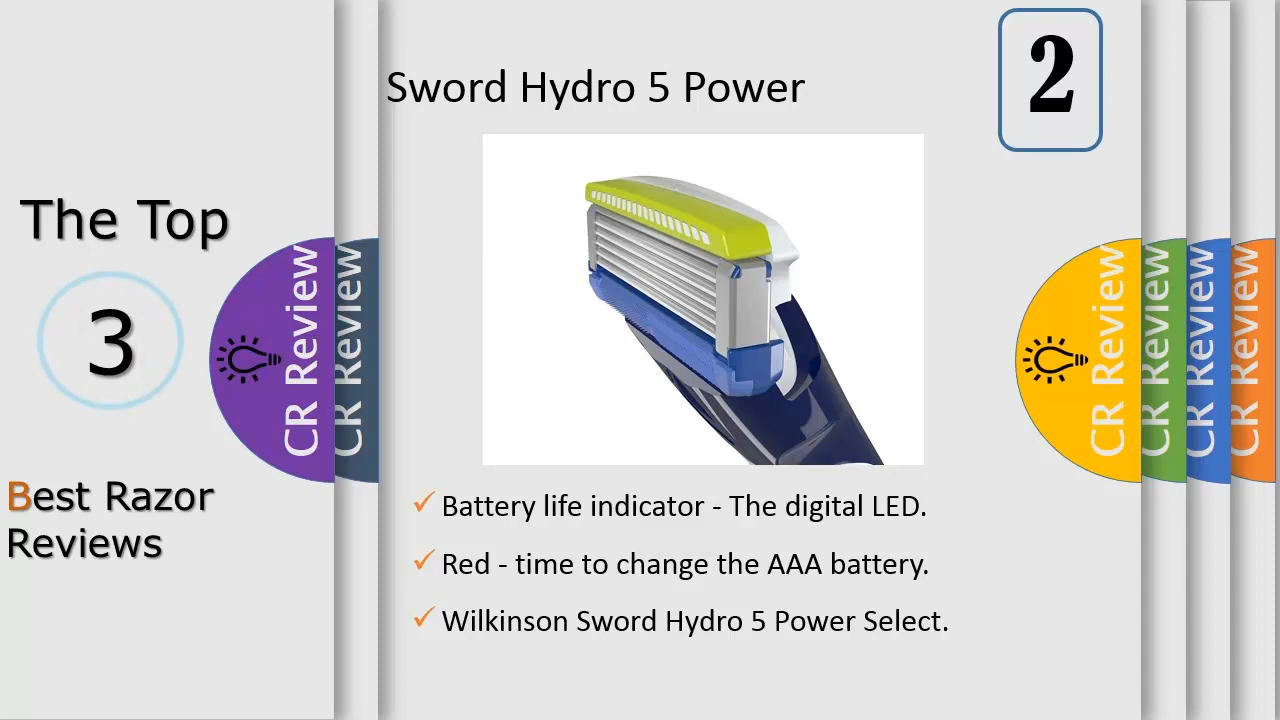 The Top
3
Best Razor
Reviews
CR Review
CR Review
Sword Hydro 5 Power
2
Battery life indicator - The digital LED.
Red - time to change the AAA battery.
Wilkinson Sword Hydro 5 Power Select.
CR Review
CR Review
CR Review
CR Review